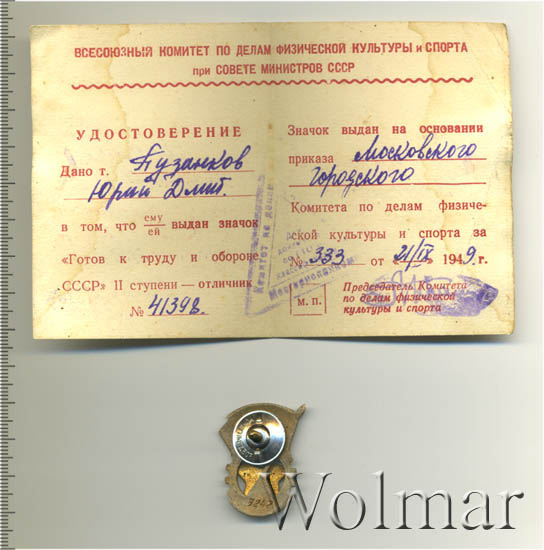 ВСЕСОЮЗНЫЙ КОМИТЕТ ПО ДЕЛАМ ФИЗИЧЕСКОЙ КУЛЬТУРЫ и СПОРТА
при СОВЕТЕ МИНИСТРОВ СССР
УДОСТОВЕРЕНИЕ
Дано т. Пузанков
Юрий Дмит.
в том, что ему/ей выдан значок
„Готов к труду и обороне
СССР" II ступени — отличник
№ 41398.
Значок выдан на основании
приказа Московского
Городского
Комитета по делам физиче-
ской культуры и спорта за
№ 333 от „21/IX" 1949 г.
М. П.
Председатель Комитета
по делам физической
культуры и спорта
Комитет по делам
Wolmar